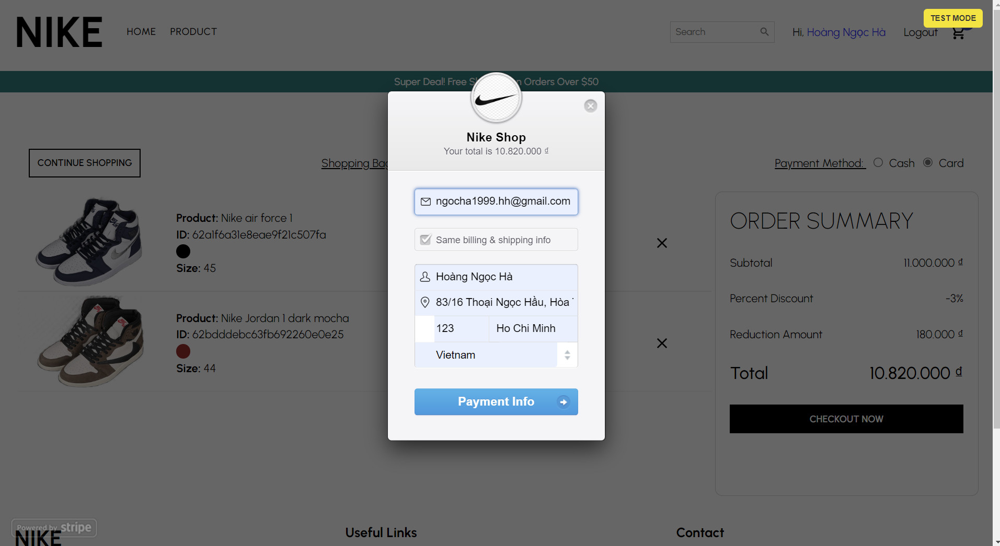 NIKE
HOME
PRODUCT
Search
Hi, Hoàng Ngọc Hà
Logout
TEST MODE
Super Deal! Free S
n Orders Over $50
Nike Shop
Your total is 10.820.000 ₫
CONTINUE SHOPPING
Shopping Bag
Payment Method:
Cash
Card
ngocha1999.hh@gmail.com
Same billing & shipping info
Hoàng Ngọc Hà
83/16 Thoại Ngọc Hầu, Hòa
123
Ho Chi Minh
Vietnam
Payment Info
Product: Nike air force 1
ID: 62a1f6a31e8eae9f21c507fa
Size: 45
Product: Nike Jordan 1 dark mocha
ID: 62bdddebc63fb692260e0e25
Size: 44
ORDER SUMMARY
Subtotal
11.000.000 ₫
Percent Discount
-3%
Reduction Amount
180.000 ₫
Total
10.820.000 ₫
CHECKOUT NOW
Powered by stripe
NIKE
Useful Links
Contact